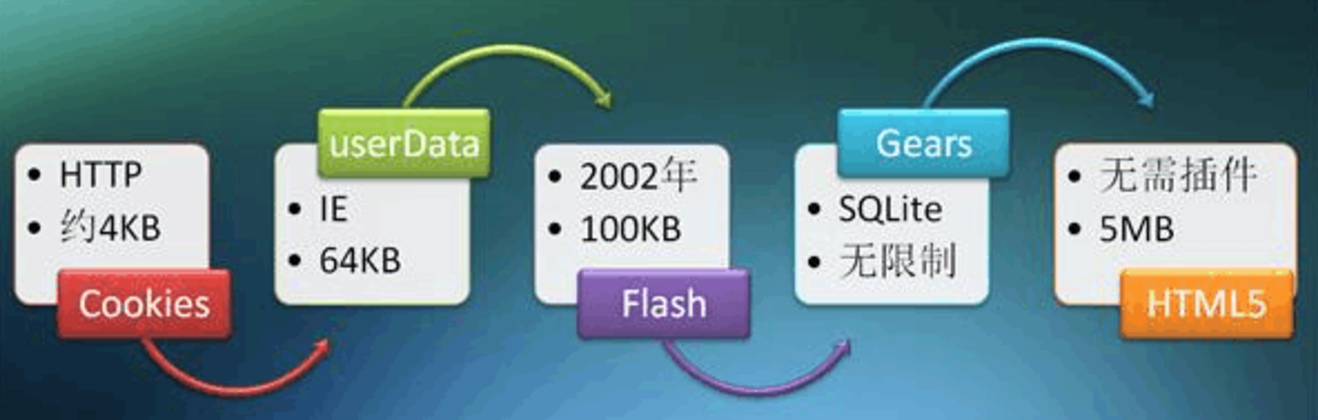 • HTTP
• 约4KB
Cookies
userData
• IE
• 64KB
• 2002年
• 100KB
Flash
Gears
• SQLite
• 无限制
• 无需插件
• 5MB
HTML5